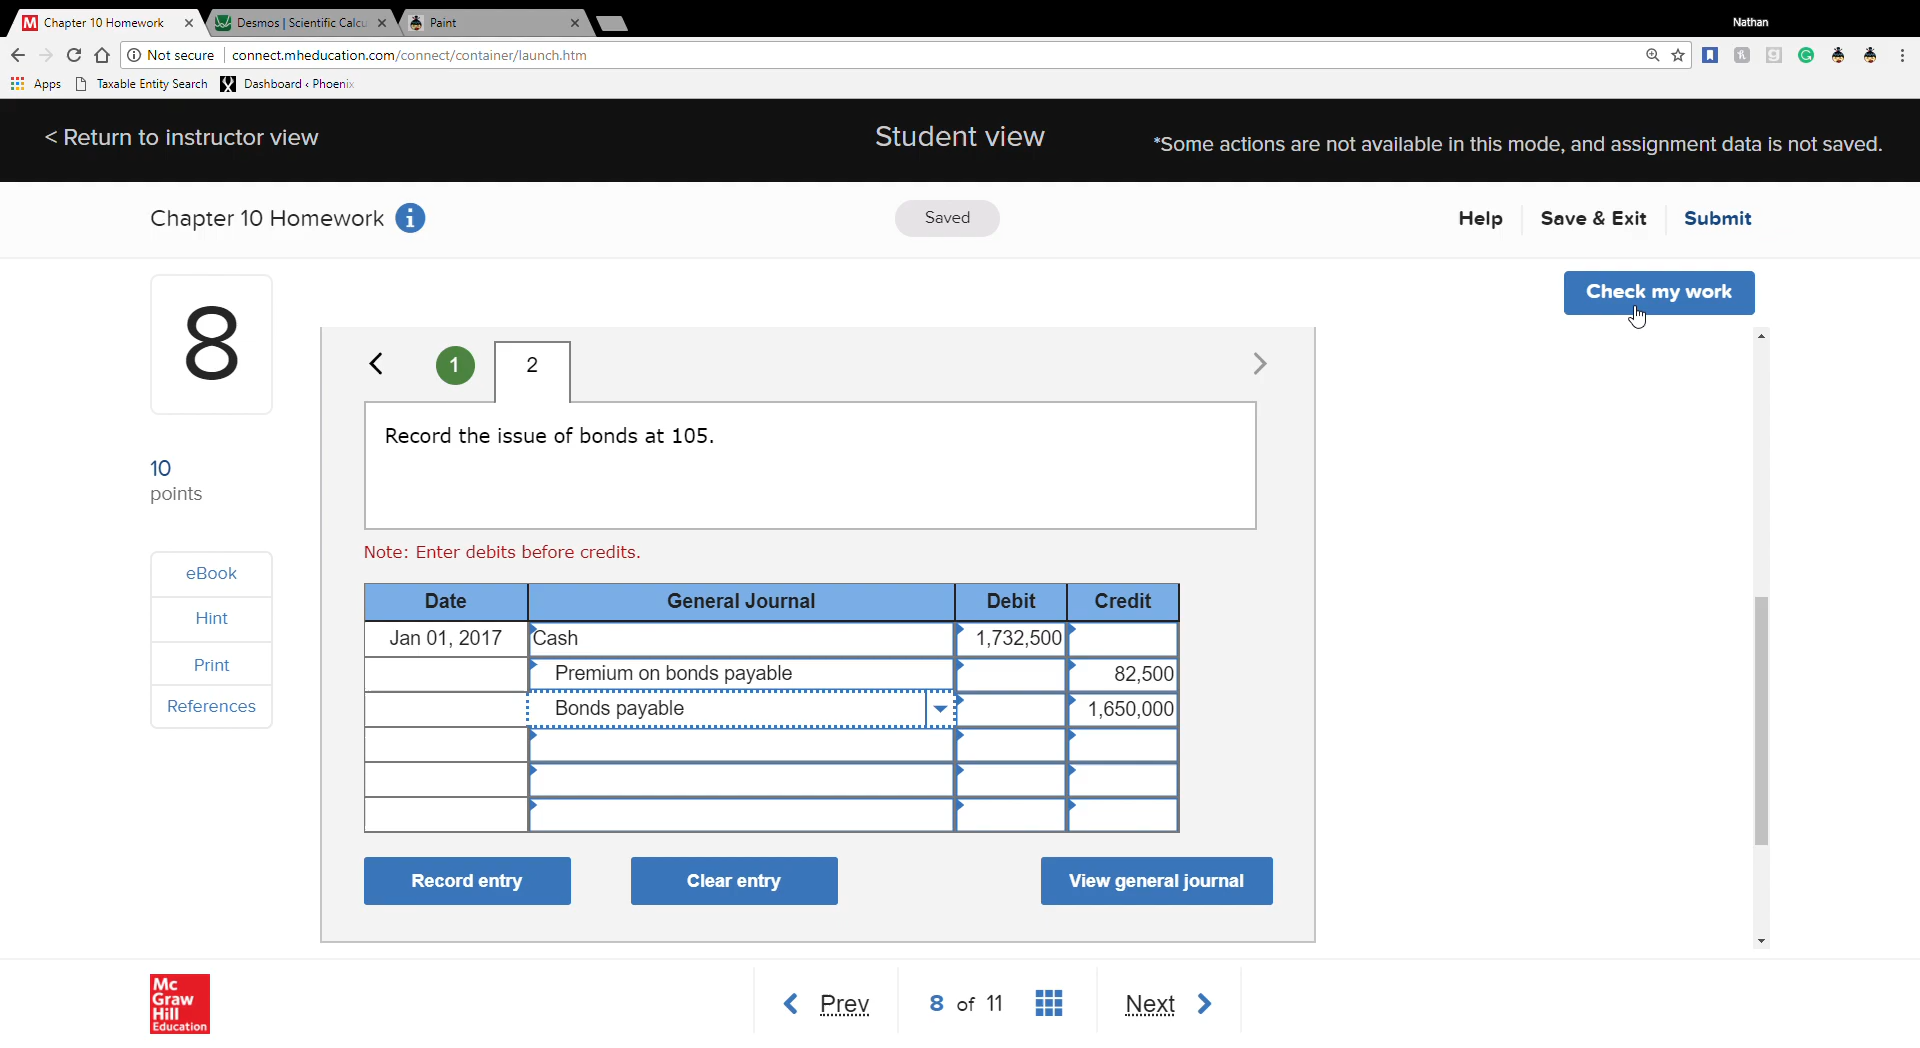 Chapter 10 Homework
Desmos | Scientific Calcu
Paint
Nathan
Not secure
connect.mheducation.com/connect/container/launch.htm
Apps
Taxable Entity Search
Dashboard ‹ Phoenix
< Return to instructor view
Student view
*Some actions are not available in this mode, and assignment data is not saved.
Chapter 10 Homework
Saved
Help
Save & Exit
Submit
Check my work
8
10
points
eBook
Hint
Print
References
1
2
Record the issue of bonds at 105.
Note: Enter debits before credits.
Date General Journal Debit Credit
Jan 01, 2017 Cash 1,732,500
Premium on bonds payable 82,500
Bonds payable 1,650,000
Record entry
Clear entry
View general journal
Mc
Graw
Hill
Education
Prev
8 of 11
Next